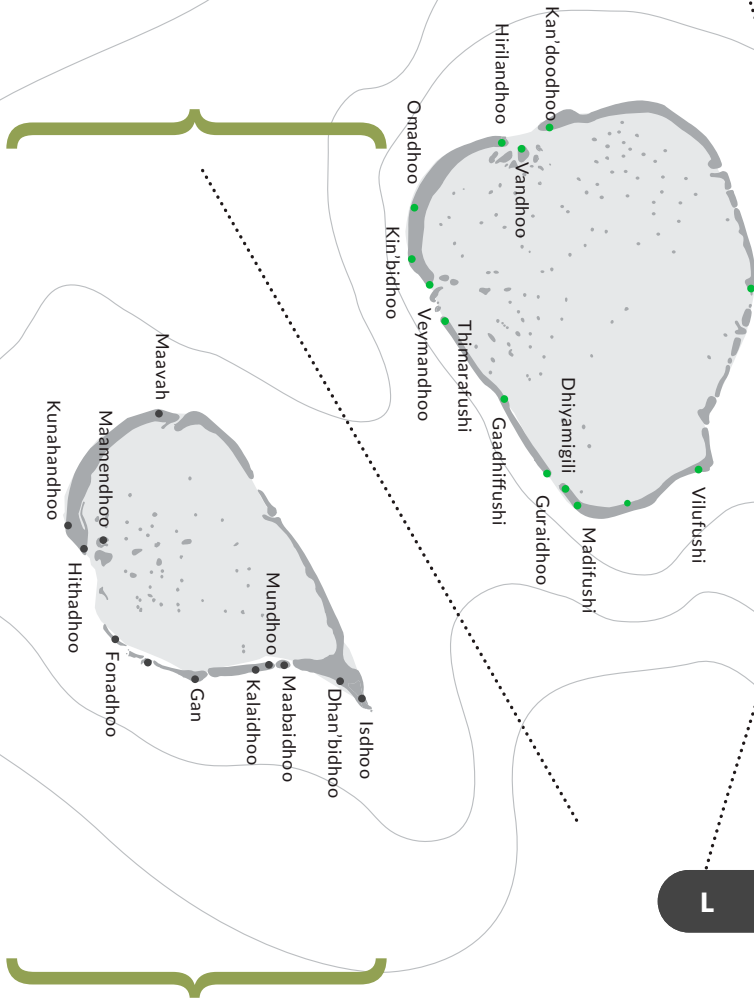 Kan'doodhoo
Hirilandhoo
Vandhoo
Omadhoo
Kin'bidhoo
Veymandhoo
Thimarafushi
Gaadhiffushi
Dhiyamigili
Guraidhoo
Madifushi
Vilufushi
Maavah
Kunahandhoo
Maamendhoo
Hithadhoo
Fonadhoo
Gan
Mundhoo
Kalaidhoo
Maabaidhoo
Dhan'bidhoo
Isdhoo
L